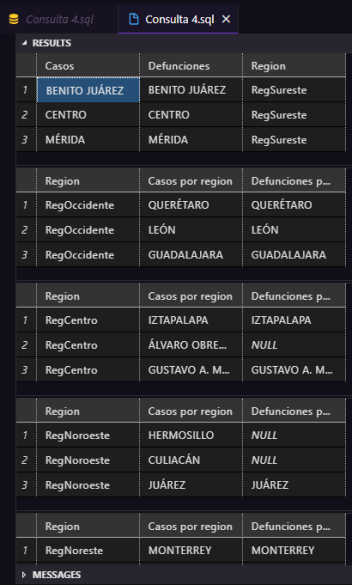 Consulta 4.sql Consulta 4.sql
RESULTS
Casos Defunciones Region
1 BENITO JUÁREZ BENITO JUÁREZ RegSureste
2 CENTRO CENTRO RegSureste
3 MÉRIDA MÉRIDA RegSureste
Region Casos por region Defunciones p...
1 RegOccidente QUERÉTARO QUERÉTARO
2 RegOccidente LEÓN LEÓN
3 RegOccidente GUADALAJARA GUADALAJARA
Region Casos por region Defunciones p...
1 RegCentro IZTAPALAPA IZTAPALAPA
2 RegCentro ÁLVARO OBRE... NULL
3 RegCentro GUSTAVO A. M... GUSTAVO A. M...
Region Casos por region Defunciones p...
1 RegNoroeste HERMOSILLO NULL
2 RegNoroeste CULIACÁN NULL
3 RegNoroeste JUÁREZ JUÁREZ
Region Casos por region Defunciones p...
1 RegNoreste MONTERREY MONTERREY
MESSAGES